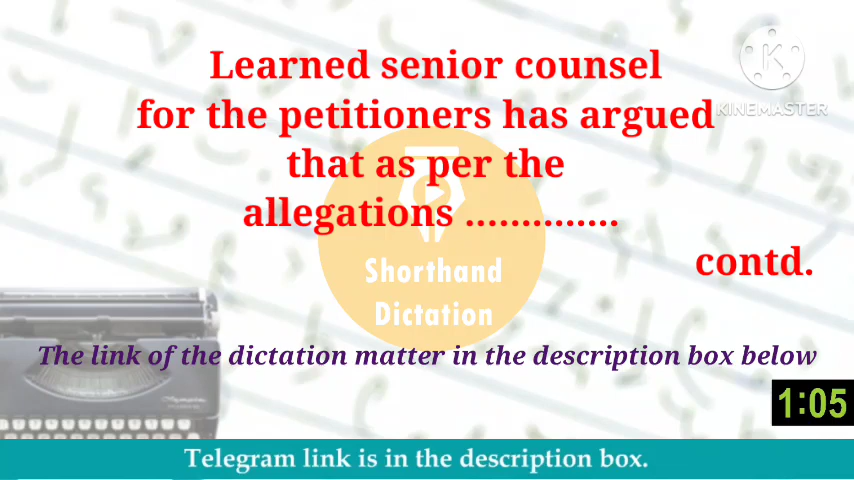 Learned senior counsel
for the petitioners has argued
that as per the
allegations ..............
contd.
KINEMASTER
Shorthand
Dictation
The link of the dictation matter in the description box below
1:05
Telegram link is in the description box.